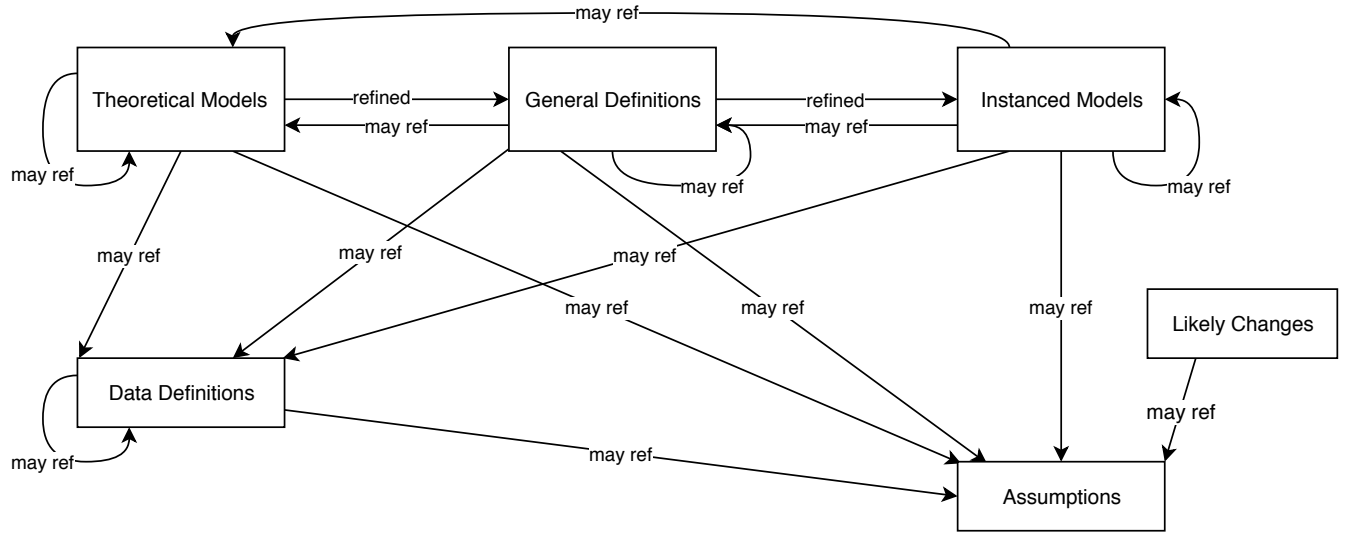 may ref
Theoretical Models
refined
General Definitions
refined
Instanced Models
may ref
may ref
may ref
may ref
may ref
may ref
may ref
may ref
may ref
may ref
may ref
may ref
Likely Changes
Data Definitions
may ref
may ref
may ref
Assumptions